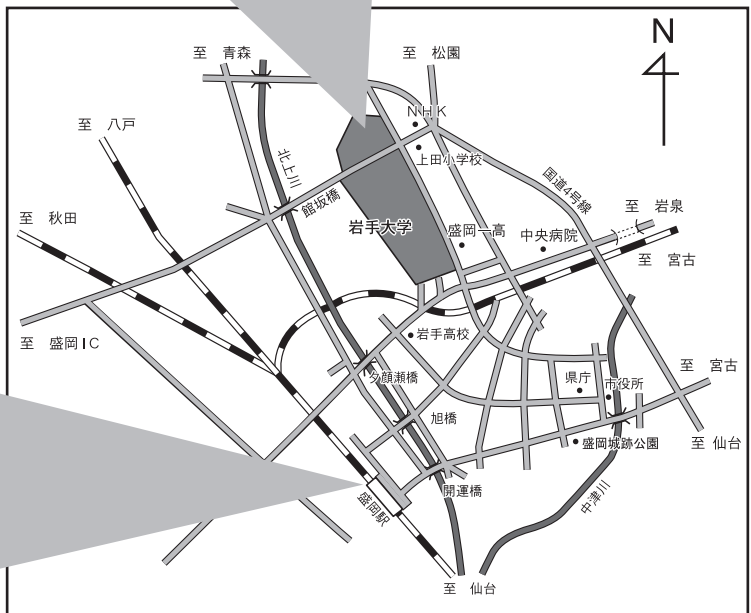 N
至 青森
至 松園
NHK
至 八戸
上田小学校
北上川
国道4号線
館坂橋
至 岩泉
至 秋田
岩手大学
盛岡一高
中央病院
至 宮古
岩手高校
至 盛岡IC
至 宮古
夕顔瀬橋
県庁
市役所
旭橋
盛岡城跡公園
至 仙台
開運橋
盛岡駅
中津川
至 仙台